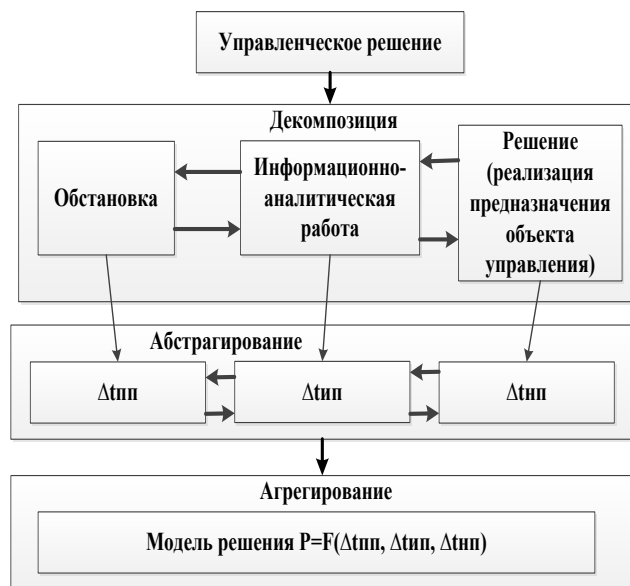 Управленческое решение
Декомпозиция
Обстановка
Информационно-
аналитическая
работа
Решение
(реализация
предназначения
объекта
управления)
Абстрагирование
Δtпп
Δtип
Δtнп
Агрегирование
Модель решения P=F(Δtпп, Δtип, Δtнп)